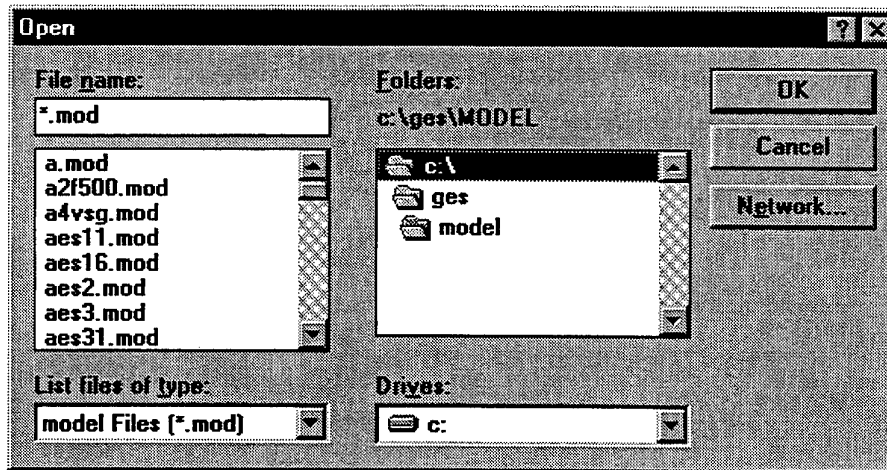 Open
File name:
*.mod
a.mod
a2f500.mod
a4vsg.mod
aes11.mod
aes16.mod
aes2.mod
aes3.mod
aes31.mod
List files of type:
model Files (*.mod)
Folders:
c:\ges\MODEL
c:\
ges
model
Drives:
c:
OK
Cancel
Network...